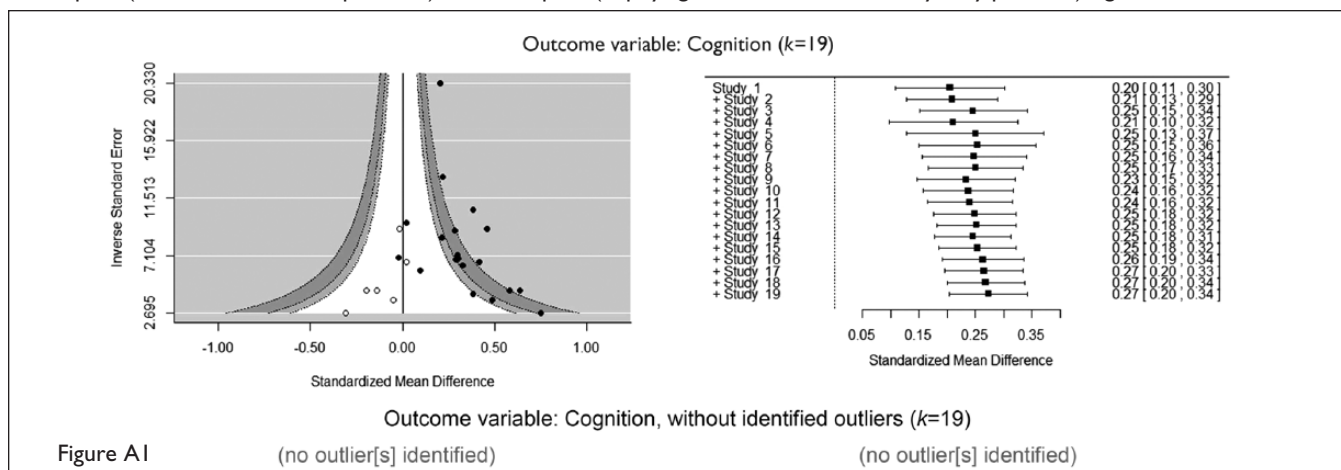 Outcome variable: Cognition (k=19)
20.330
15.922
11.513
7.104
2.695
Inverse Standard Error
-1.00 -0.50 0.00 0.50 1.00
Standardized Mean Difference
Study 1 0.20 [ 0.11 , 0.30 ]
+ Study 2 0.21 [ 0.13 , 0.29 ]
+ Study 3 0.25 [ 0.15 , 0.34 ]
+ Study 4 0.21 [ 0.10 , 0.32 ]
+ Study 5 0.25 [ 0.13 , 0.37 ]
+ Study 6 0.25 [ 0.15 , 0.36 ]
+ Study 7 0.25 [ 0.16 , 0.34 ]
+ Study 8 0.25 [ 0.17 , 0.33 ]
+ Study 9 0.23 [ 0.15 , 0.32 ]
+ Study 10 0.24 [ 0.16 , 0.32 ]
+ Study 11 0.24 [ 0.16 , 0.32 ]
+ Study 12 0.25 [ 0.18 , 0.32 ]
+ Study 13 0.25 [ 0.18 , 0.32 ]
+ Study 14 0.25 [ 0.18 , 0.31 ]
+ Study 15 0.25 [ 0.18 , 0.32 ]
+ Study 16 0.26 [ 0.19 , 0.34 ]
+ Study 17 0.27 [ 0.20 , 0.33 ]
+ Study 18 0.27 [ 0.20 , 0.34 ]
+ Study 19 0.27 [ 0.20 , 0.34 ]
0.05 0.15 0.25 0.35
Standardized Mean Difference
Outcome variable: Cognition, without identified outliers (k=19)
Figure A1 (no outlier[s] identified) (no outlier[s] identified)